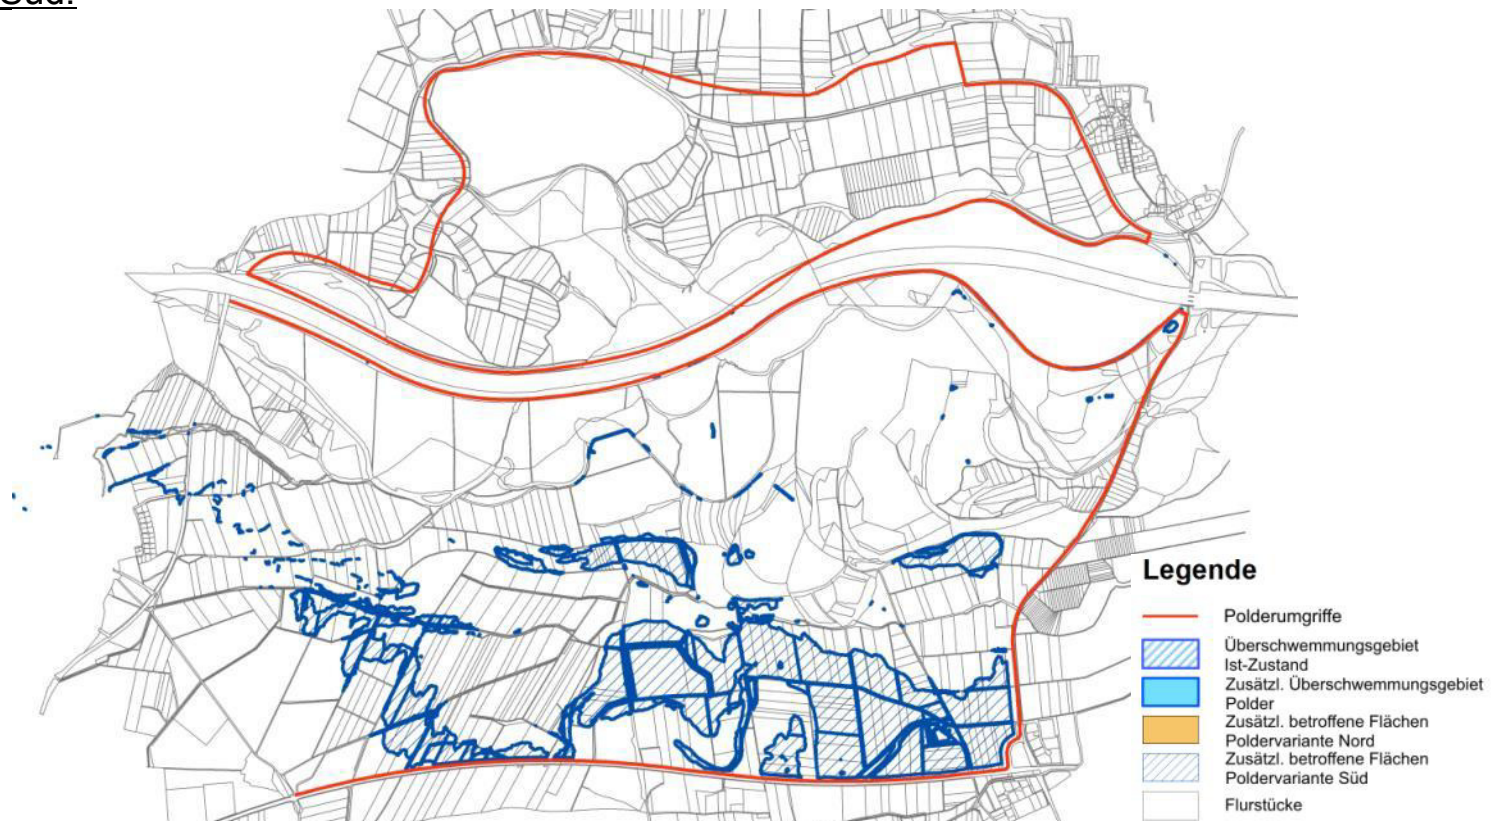 Süd:
Legende
Polderumgriffe
Überschwemmungsgebiet
Ist-Zustand
Zusätzl. Überschwemmungsgebiet
Polder
Zusätzl. betroffene Flächen
Poldervariante Nord
Zusätzl. betroffene Flächen
Poldervariante Süd
Flurstücke